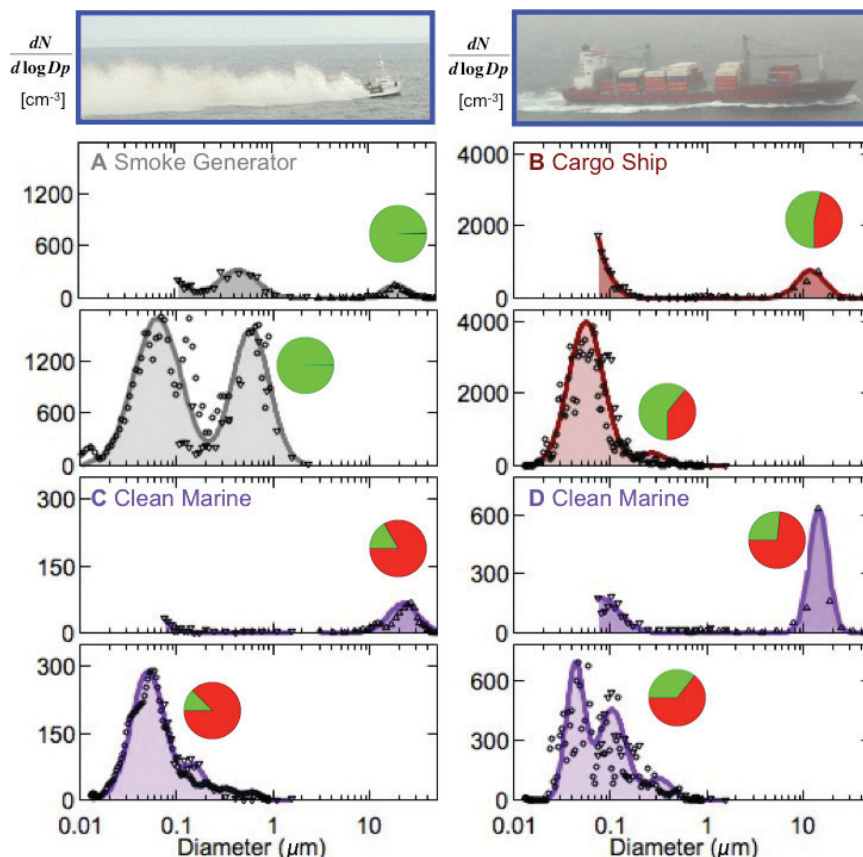 dN
d log Dp
[cm-3]
dN
d log Dp
[cm-3]
A Smoke Generator
1200
600
0
1200
600
0
B Cargo Ship
4000
2000
0
4000
2000
0
C Clean Marine
300
150
0
300
150
0
0.01 0.1 1 10
Diameter (μm)
D Clean Marine
600
300
0
600
300
0
0.01 0.1 1 10
Diameter (μm)